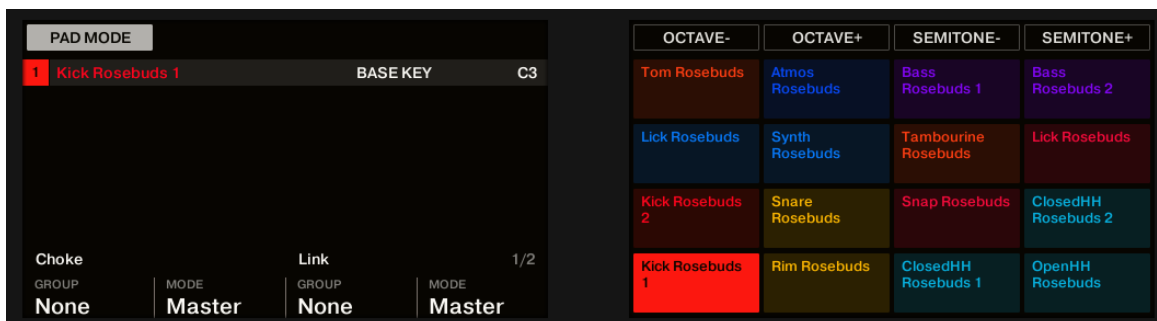 PAD MODE
1 Kick Rosebuds 1 BASE KEY C3
Choke Link 1/2
GROUP MODE GROUP MODE
None Master None Master
OCTAVE- OCTAVE+ SEMITONE- SEMITONE+
Tom Rosebuds Atmos Bass Bass
Rosebuds Rosebuds 1 Rosebuds 2
Lick Rosebuds Synth Tambourine Lick Rosebuds
Rosebuds Rosebuds
Kick Rosebuds Snare Snap Rosebuds ClosedHH
2 Rosebuds Rosebuds 2
Kick Rosebuds Rim Rosebuds ClosedHH OpenHH
1 Rosebuds 1 Rosebuds